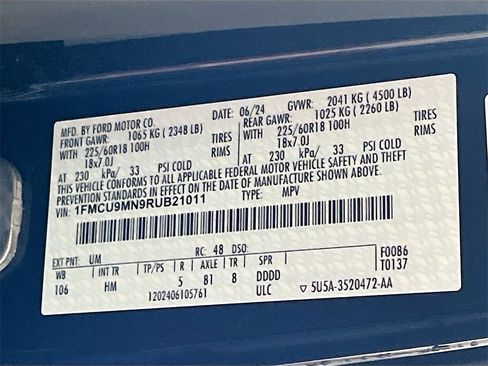 MFD. BY FORD MOTOR CO. DATE: 06/24 GVWR: 2041 KG ( 4500 LB)
FRONT GAWR: 1065 KG ( 2348 LB) REAR GAWR: 1025 KG ( 2260 LB)
WITH 225/60R18 100H TIRES WITH 225/60R18 100H TIRES
18x7.0J RIMS 18x7.0J RIMS
AT 230 kPa/ 33 PSI COLD AT 230 kPa/ 33 PSI COLD
THIS VEHICLE CONFORMS TO ALL APPLICABLE FEDERAL MOTOR VEHICLE SAFETY AND THEFT
PREVENTION STANDARDS IN EFFECT ON THE DATE OF MANUFACTURE SHOWN ABOVE.
VIN: 1FMCU9MN9RUB21011 TYPE: MPV
EXT PNT: UM RC: 48 DSO: F0086
WB INT TR TP/PS R AXLE TR SPR T0137
106 HM 5 81 8 DDDD
1202406105761 ULC ▽ 5U5A-3520472-AA